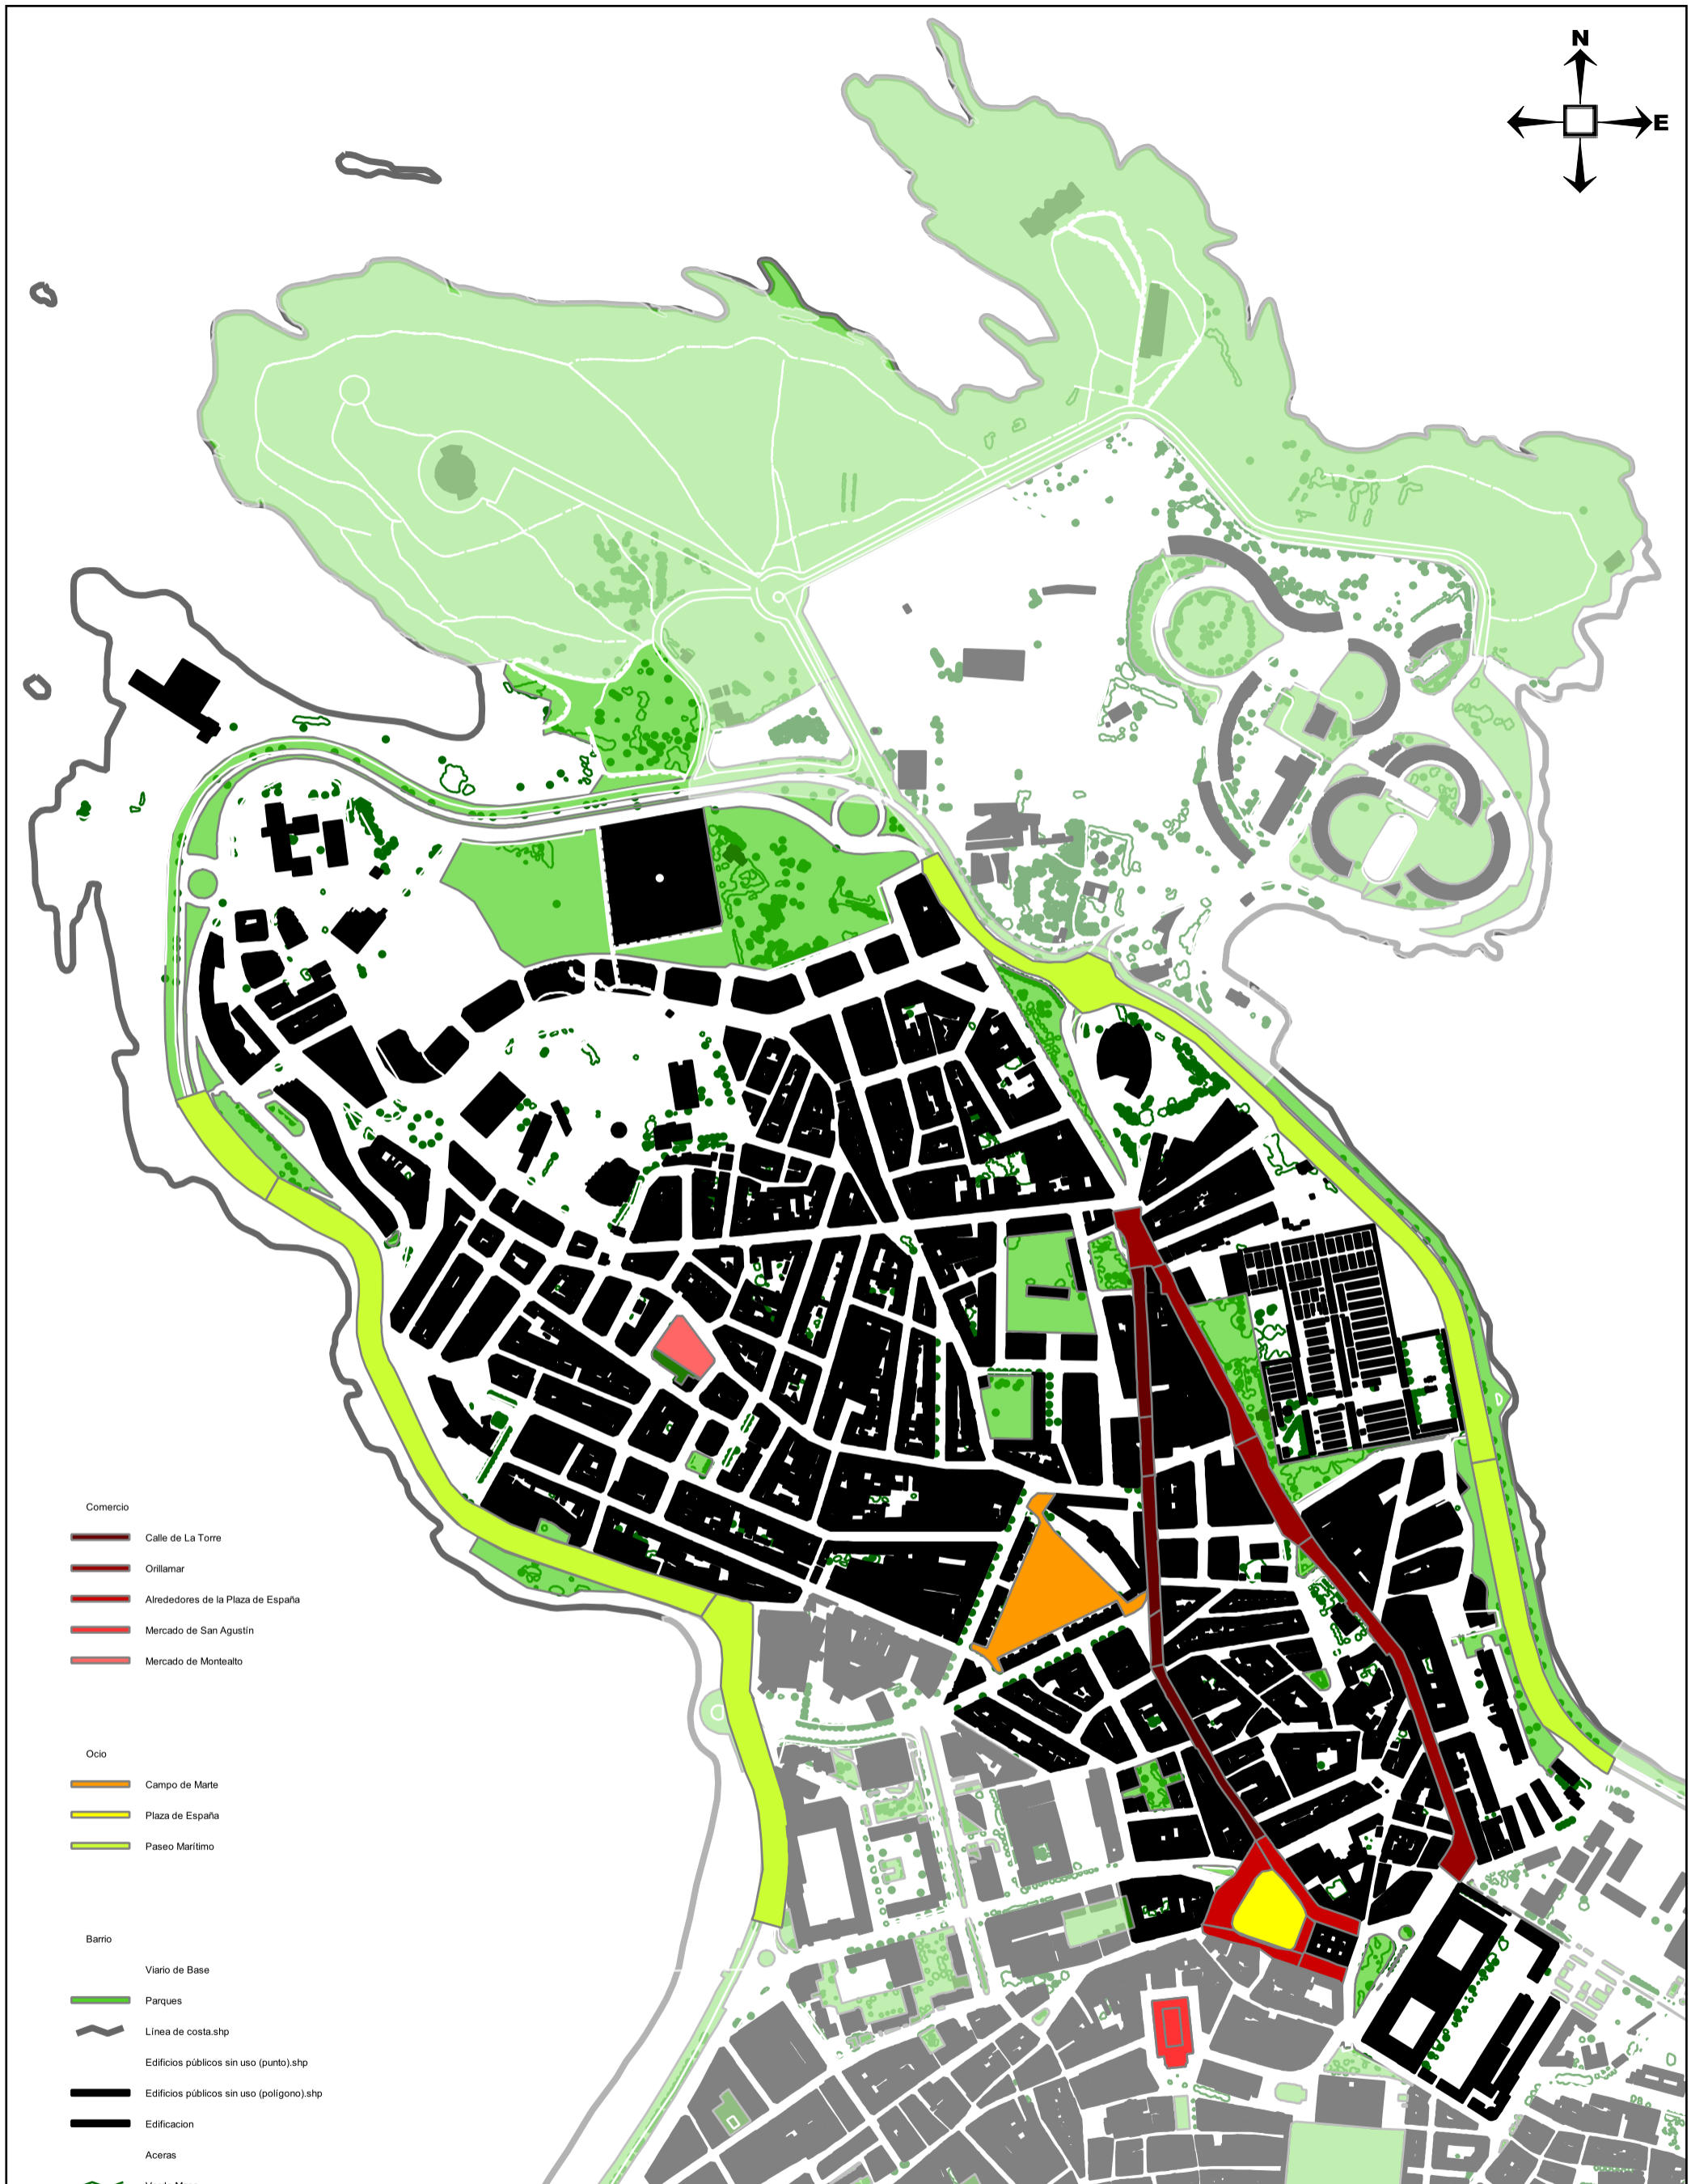 N
E
Comercio
Calle de La Torre
Orillamar
Alrededores de la Plaza de España
Mercado de San Agustín
Mercado de Montealto
Ocio
Campo de Marte
Plaza de España
Paseo Marítimo
Barrio
Viario de Base
Parques
Línea de costa.shp
Edificios públicos sin uso (punto).shp
Edificios públicos sin uso (polígono).shp
Edificacion
Aceras